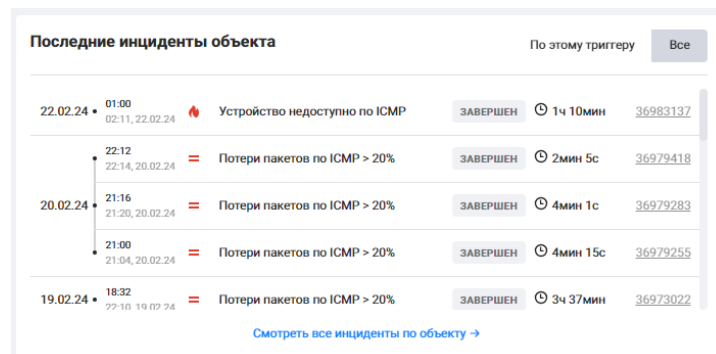 Последние инциденты объекта
По этому триггеру Все
22.02.24 01:00 Устройство недоступно по ICMP ЗАВЕРШЕН 1ч 10мин 36983137
02:11, 22.02.24
22:12 Потери пакетов по ICMP > 20% ЗАВЕРШЕН 2мин 5с 36979418
22:14, 20.02.24
20.02.24 21:16 Потери пакетов по ICMP > 20% ЗАВЕРШЕН 4мин 1с 36979283
21:20, 20.02.24
21:00 Потери пакетов по ICMP > 20% ЗАВЕРШЕН 4мин 15с 36979255
21:04, 20.02.24
19.02.24 18:32 Потери пакетов по ICMP > 20% ЗАВЕРШЕН 3ч 37мин 36973022
22:10, 19.02.24
Смотреть все инциденты по объекту →